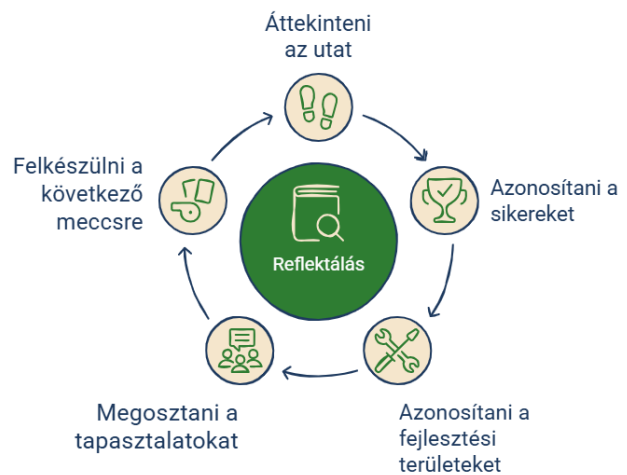 Áttekinteni
az utat
Azonosítani a
sikereket
Azonosítani a
fejlesztési
területeket
Megosztani a
tapasztalatokat
Felkészülni a
következő
meccsre
Reflektálás